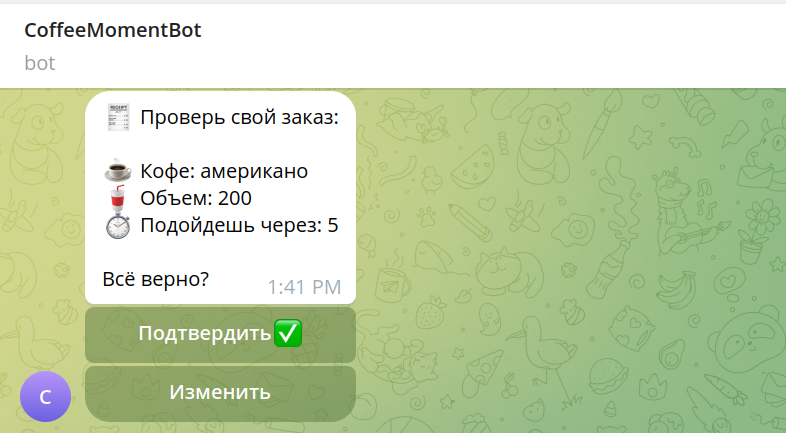 CoffeeMomentBot
bot
Проверь свой заказ:
Кофе: американо
Объем: 200
Подойдешь через: 5
Всё верно?
1:41 PM
Подтвердить✅
Изменить
C